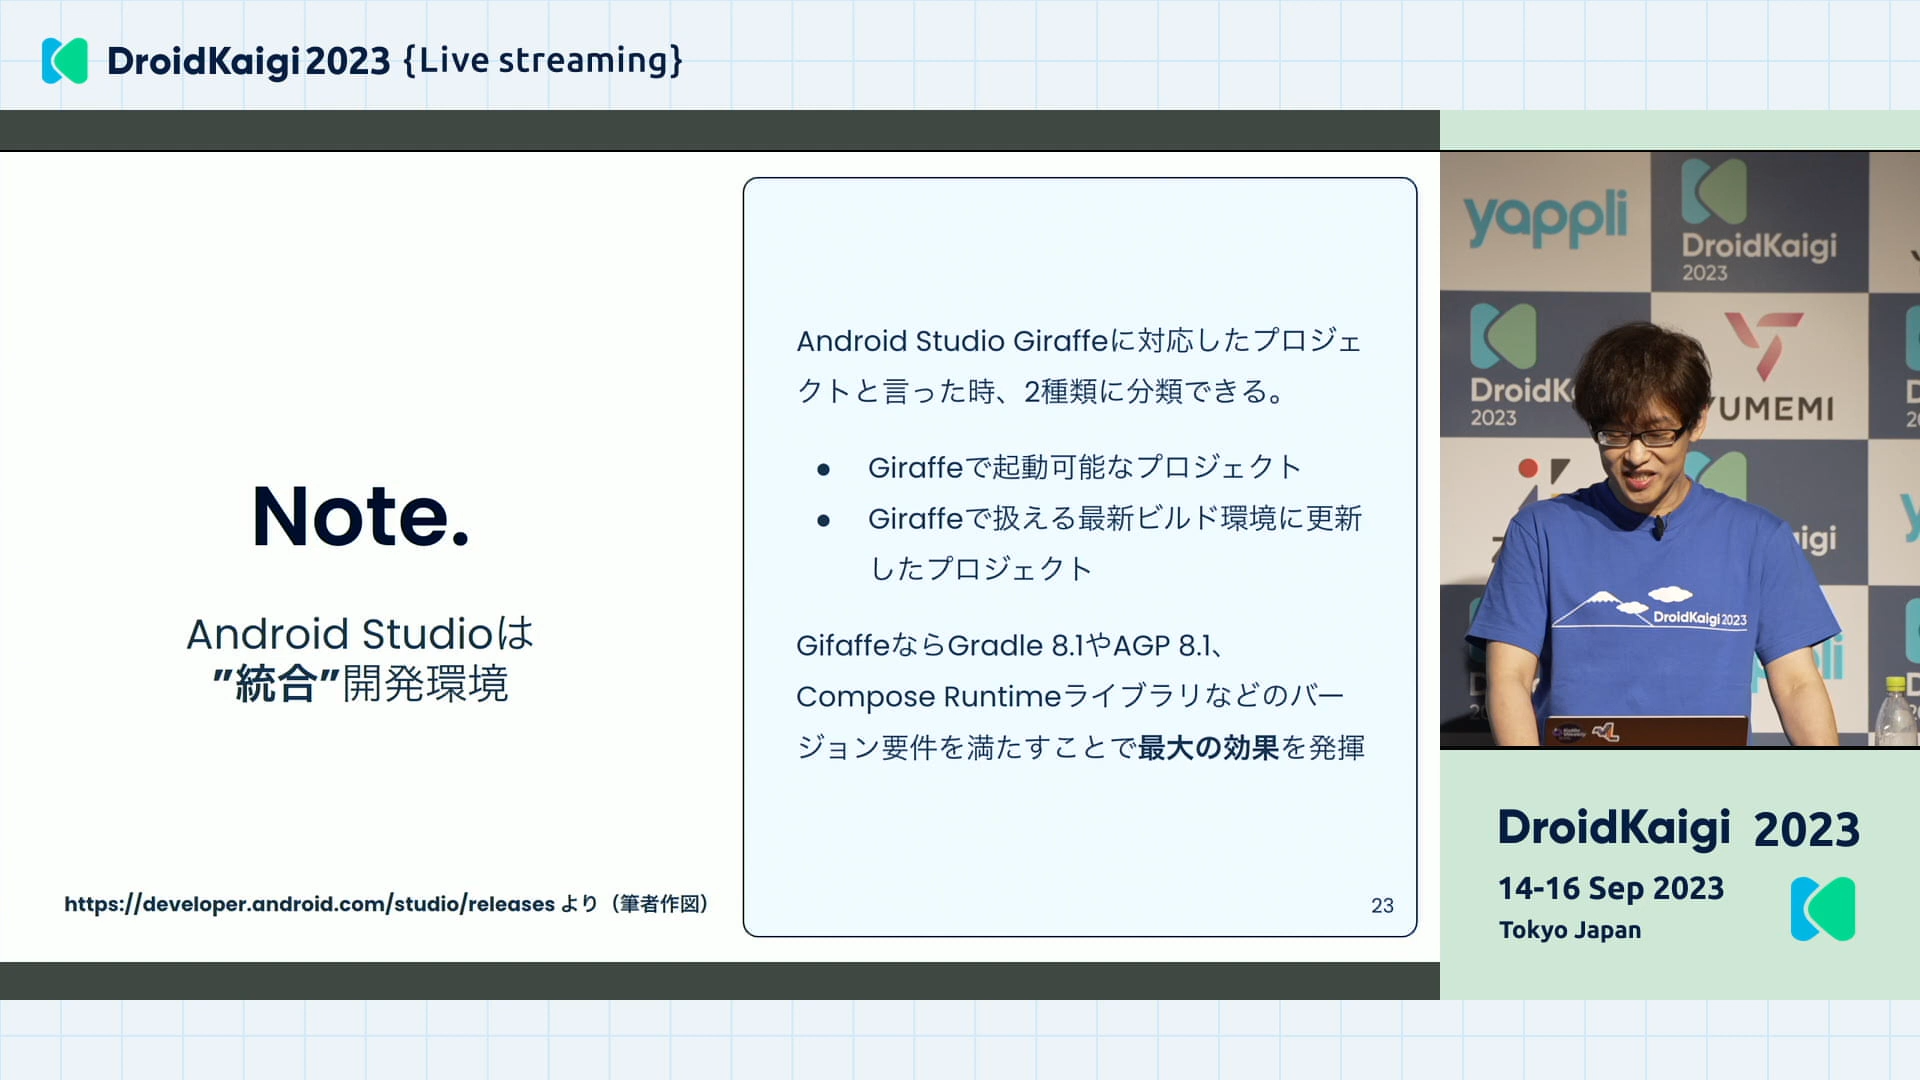 DroidKaigi 2023 {Live streaming}
Note.
Android Studioは
”統合”開発環境
https://developer.android.com/studio/releases より（筆者作図）
Android Studio Giraffeに対応したプロジェ
クトと言った時、2種類に分類できる。
● Giraffeで起動可能なプロジェクト
● Giraffeで扱える最新ビルド環境に更新
したプロジェクト
GifaffeならGradle 8.1やAGP 8.1、
Compose Runtimeライブラリなどのバー
ジョン要件を満たすことで最大の効果を発揮
23
yappli
DroidKaigi
2023
DroidK
2023
YUMEMI
igi
DroidKaigi 2023
DroidKaigi 2023
14-16 Sep 2023
Tokyo Japan